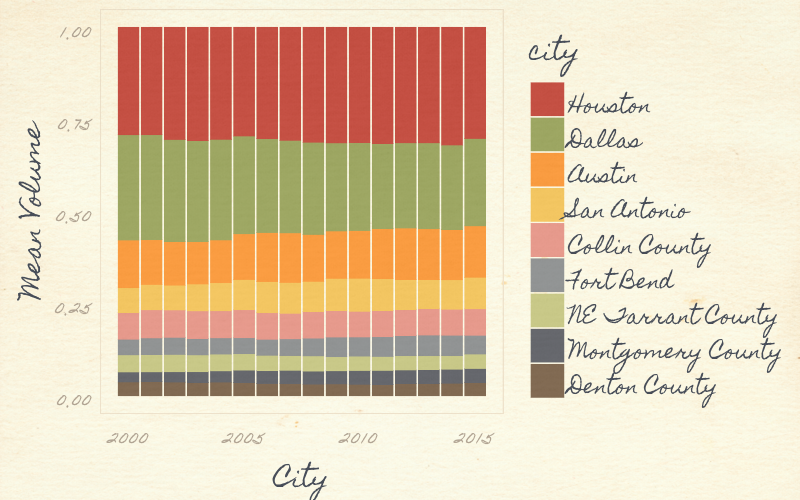 1.00
0.75
0.50
0.25
0.00
Mean Volume
2000
2005
2010
2015
City
city
Houston
Dallas
Austin
San Antonio
Collin County
Fort Bend
NE Tarrant County
Montgomery County
Denton County